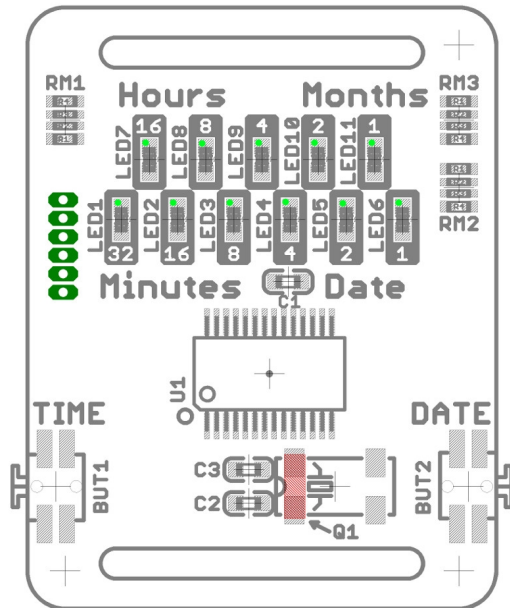 RM1
RM3
Hours
Months
LED7
16
LED8
8
LED9
4
LED10
2
LED11
1
RM2
LED1
32
LED2
16
LED3
8
LED4
4
LED5
2
LED6
1
Minutes
Date
C1
U1
TIME
DATE
BUT1
C3
C2
BUT2
Q1